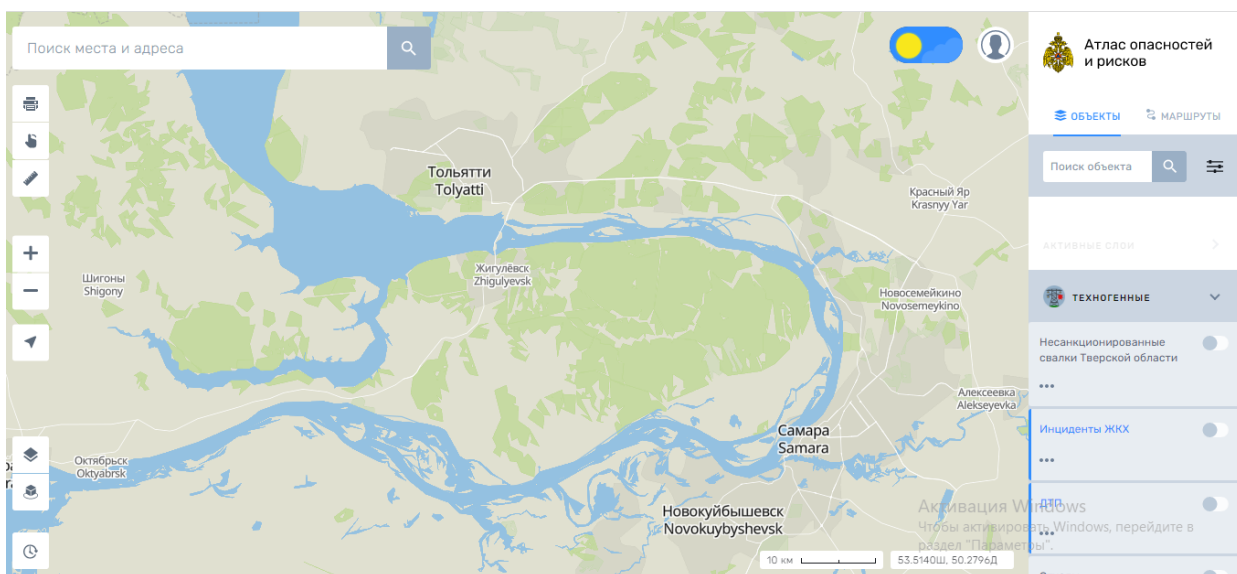 Поиск места и адреса
Атлас опасностей
и рисков
ОБЪЕКТЫ
МАРШРУТЫ
Поиск объекта
АКТИВНЫЕ СЛОИ
ТЕХНОГЕННЫЕ
Несанкционированные
свалки Тверской области
Инциденты ЖКХ
ДТП
Тольятти
Tolyatti
Красный Яр
Krasnyy Yar
Жигулёвск
Zhigulyevsk
Шигоны
Shigony
Новосемейкино
Novosemeykino
Алексеевка
Alekseyevka
Самара
Samara
Октябрьск
Oktyabrsk
Новокуйбышевск
Novokuybyshevsk
Активация Windows
Чтобы активировать Windows, перейдите в
раздел "Параметры".
10 км
53.5140Ш, 50.2796Д